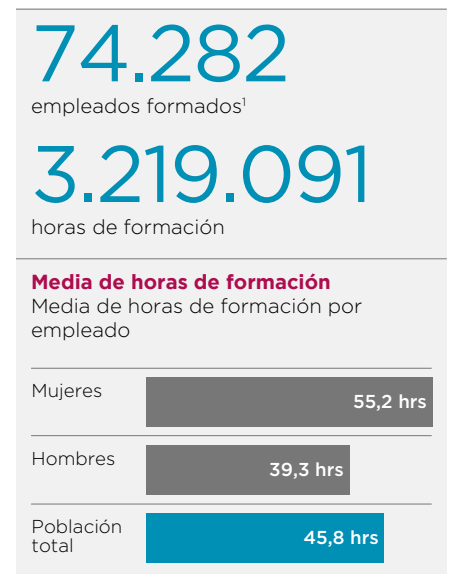 74.282
empleados formados¹
3.219.091
horas de formación
Media de horas de formación
Media de horas de formación por
empleado
Mujeres
55,2 hrs
Hombres
39,3 hrs
Población
total
45,8 hrs